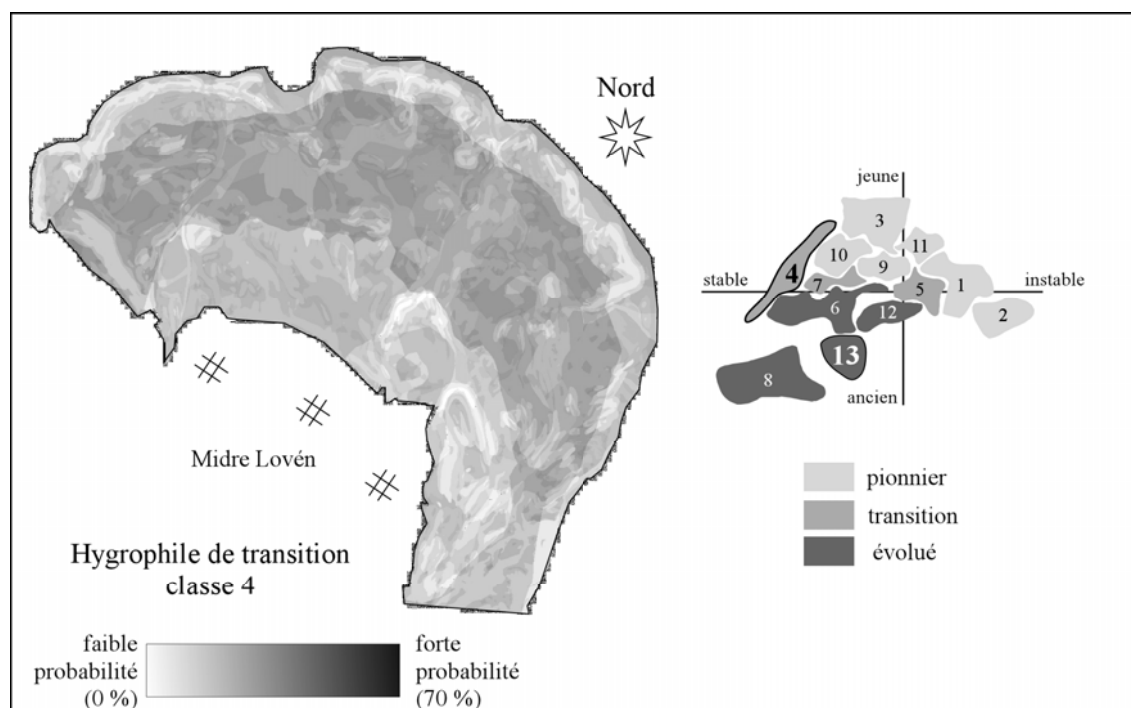 Nord
jeune
3
11
10
9
4
stable
instable
7
5
1
6
12
2
13
8
ancien
Midre Lovén
pionnier
transition
évolué
Hygrophile de transition
classe 4
faible
probabilité
(0 %)
forte
probabilité
(70 %)